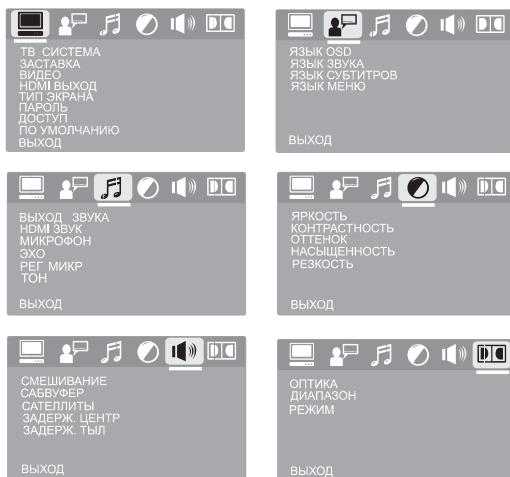 ТВ СИСТЕМА
ЗАСТАВКА
ВИДЕО
HDMI ВЫХОД
ТИП ЭКРАНА
ПАРОЛЬ
ДОСТУП
ПО УМОЛЧАНИЮ
ВЫХОД
ЯЗЫК OSD
ЯЗЫК ЗВУКА
ЯЗЫК СУБТИТРОВ
ЯЗЫК МЕНЮ
ВЫХОД
ВЫХОД ЗВУКА
HDMI ЗВУК
МИКРОФОН
ЭХО
РЕГ МИКР
ТОН
ВЫХОД
ЯРКОСТЬ
КОНТРАСТНОСТЬ
ОТТЕНОК
НАСЫЩЕННОСТЬ
РЕЗКОСТЬ
ВЫХОД
СМЕШИВАНИЕ
САБВУФЕР
САТЕЛЛИТЫ
ЗАДЕРЖ. ЦЕНТР
ЗАДЕРЖ. ТЫЛ
ВЫХОД
ОПТИКА
ДИАПАЗОН
РЕЖИМ
ВЫХОД